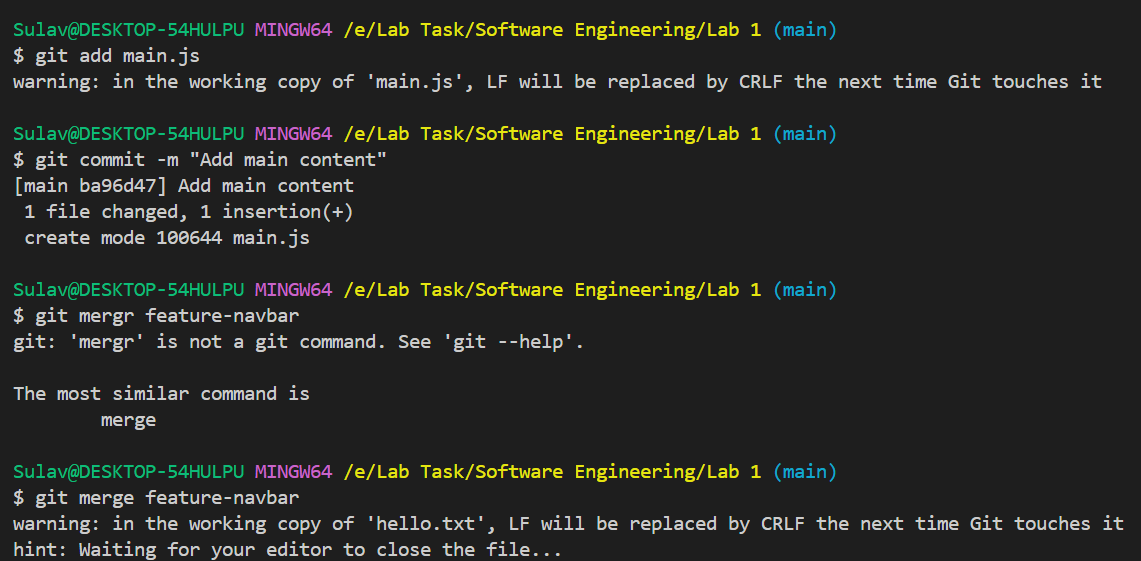 Sulav@DESKTOP-54HULPU MINGW64 /e/Lab Task/Software Engineering/Lab 1 (main)
$ git add main.js
warning: in the working copy of 'main.js', LF will be replaced by CRLF the next time Git touches it
Sulav@DESKTOP-54HULPU MINGW64 /e/Lab Task/Software Engineering/Lab 1 (main)
$ git commit -m "Add main content"
[main ba96d47] Add main content
1 file changed, 1 insertion(+)
create mode 100644 main.js
Sulav@DESKTOP-54HULPU MINGW64 /e/Lab Task/Software Engineering/Lab 1 (main)
$ git mergr feature-navbar
git: 'mergr' is not a git command. See 'git --help'.
The most similar command is
merge
Sulav@DESKTOP-54HULPU MINGW64 /e/Lab Task/Software Engineering/Lab 1 (main)
$ git merge feature-navbar
warning: in the working copy of 'hello.txt', LF will be replaced by CRLF the next time Git touches it
hint: Waiting for your editor to close the file...